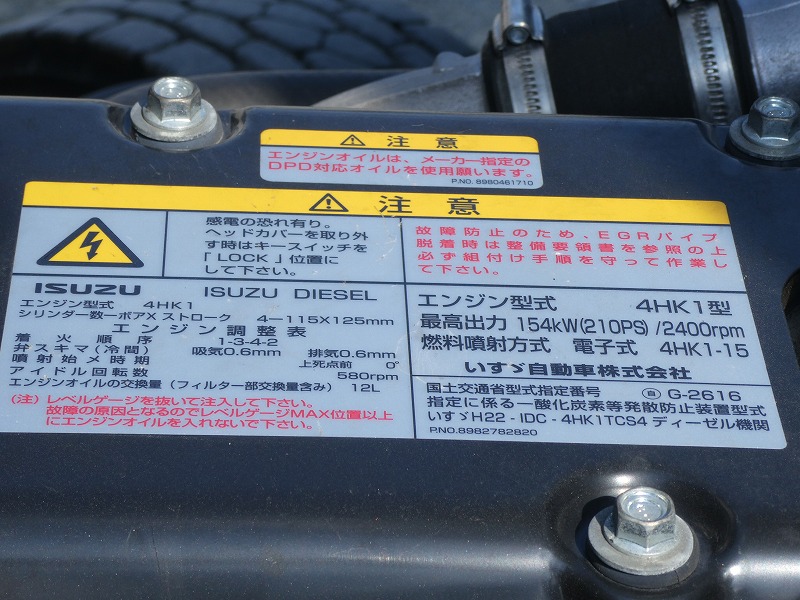 注意
エンジンオイルは、メーカー指定の
DPD対応オイルを使用願います。
P.NO. 8980461710
注意
感電の恐れ有り。
ヘッドカバーを取り外
す時はキースイッチを
「LOCK」位置に
して下さい。
故障防止のため、EGRパイプ
脱着時は整備要領書を参照の上
必ず組付け手順を守って作業し
て下さい。
ISUZU ISUZU DIESEL
エンジン型式 4HK1
シリンダー数ーボアX ストローク 4－115X125mm
エンジン調整表
着火順序 1-3-4-2
弁スキマ(冷間) 吸気0.6mm 排気0.6mm
噴射始メ時期 上死点前 0°
アイドル回転数 580rpm
エンジンオイルの交換量(フィルター部交換量含み) 12L
(注) レベルゲージを抜いて注入して下さい。
故障の原因となるのでレベルゲージMAX位置以上
にエンジンオイルを入れないで下さい。
エンジン型式 4HK1型
最高出力 154kW(210PS)/2400rpm
燃料噴射方式 電子式 4HK1-15
いすゞ自動車株式会社
国土交通省型式指定番号 自 G-2616
指定に係る一酸化炭素等発散防止装置型式
いすゞH22 - IDC - 4HK1TCS4 ディーゼル機関
P.NO. 8982782820